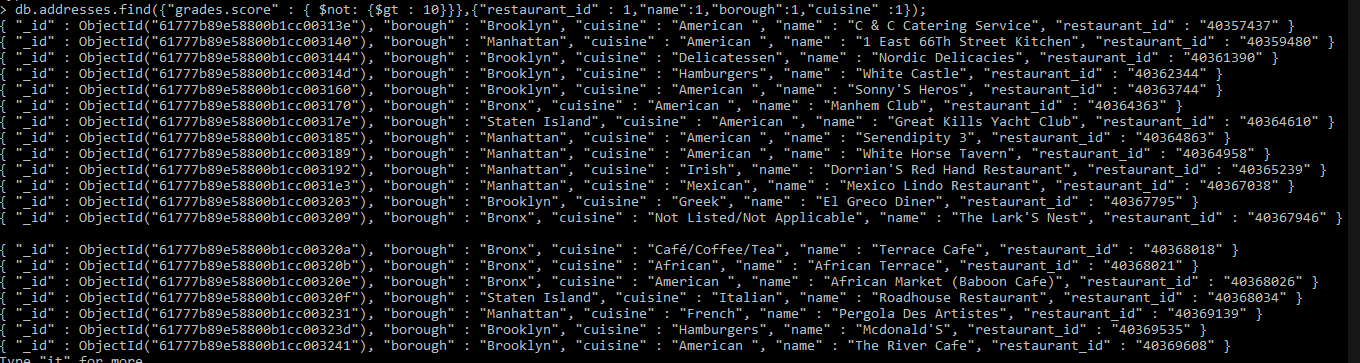 > db.addresses.find({"grades.score" : { $not: {$gt : 10}}},{"restaurant_id" : 1,"name":1,"borough":1,"cuisine" :1});
{ "_id" : ObjectId("61777b89e58800b1cc00313e"), "borough" : "Brooklyn", "cuisine" : "American ", "name" : "C & C Catering Service", "restaurant_id" : "40357437" }
{ "_id" : ObjectId("61777b89e58800b1cc003140"), "borough" : "Manhattan", "cuisine" : "American ", "name" : "1 East 66Th Street Kitchen", "restaurant_id" : "40359480" }
{ "_id" : ObjectId("61777b89e58800b1cc003144"), "borough" : "Brooklyn", "cuisine" : "Delicatessen", "name" : "Nordic Delicacies", "restaurant_id" : "40361390" }
{ "_id" : ObjectId("61777b89e58800b1cc00314d"), "borough" : "Brooklyn", "cuisine" : "Hamburgers", "name" : "White Castle", "restaurant_id" : "40362344" }
{ "_id" : ObjectId("61777b89e58800b1cc003160"), "borough" : "Brooklyn", "cuisine" : "American ", "name" : "Sonny'S Heros", "restaurant_id" : "40363744" }
{ "_id" : ObjectId("61777b89e58800b1cc003170"), "borough" : "Bronx", "cuisine" : "American ", "name" : "Manhem Club", "restaurant_id" : "40364363" }
{ "_id" : ObjectId("61777b89e58800b1cc00317e"), "borough" : "Staten Island", "cuisine" : "American ", "name" : "Great Kills Yacht Club", "restaurant_id" : "40364610" }
{ "_id" : ObjectId("61777b89e58800b1cc003185"), "borough" : "Manhattan", "cuisine" : "American ", "name" : "Serendipity 3", "restaurant_id" : "40364863" }
{ "_id" : ObjectId("61777b89e58800b1cc003189"), "borough" : "Manhattan", "cuisine" : "American ", "name" : "White Horse Tavern", "restaurant_id" : "40364958" }
{ "_id" : ObjectId("61777b89e58800b1cc003192"), "borough" : "Manhattan", "cuisine" : "Irish", "name" : "Dorrian'S Red Hand Restaurant", "restaurant_id" : "40365239" }
{ "_id" : ObjectId("61777b89e58800b1cc0031e3"), "borough" : "Manhattan", "cuisine" : "Mexican", "name" : "Mexico Lindo Restaurant", "restaurant_id" : "40367038" }
{ "_id" : ObjectId("61777b89e58800b1cc003203"), "borough" : "Brooklyn", "cuisine" : "Greek", "name" : "El Greco Diner", "restaurant_id" : "40367795" }
{ "_id" : ObjectId("61777b89e58800b1cc003209"), "borough" : "Bronx", "cuisine" : "Not Listed/Not Applicable", "name" : "The Lark'S Nest", "restaurant_id" : "40367946" }
{ "_id" : ObjectId("61777b89e58800b1cc00320a"), "borough" : "Bronx", "cuisine" : "Café/Coffee/Tea", "name" : "Terrace Cafe", "restaurant_id" : "40368018" }
{ "_id" : ObjectId("61777b89e58800b1cc00320b"), "borough" : "Bronx", "cuisine" : "African", "name" : "African Terrace", "restaurant_id" : "40368021" }
{ "_id" : ObjectId("61777b89e58800b1cc00320e"), "borough" : "Bronx", "cuisine" : "American ", "name" : "African Market (Baboon Cafe)", "restaurant_id" : "40368026" }
{ "_id" : ObjectId("61777b89e58800b1cc00320f"), "borough" : "Staten Island", "cuisine" : "Italian", "name" : "Roadhouse Restaurant", "restaurant_id" : "40368034" }
{ "_id" : ObjectId("61777b89e58800b1cc003231"), "borough" : "Manhattan", "cuisine" : "French", "name" : "Pergola Des Artistes", "restaurant_id" : "40369139" }
{ "_id" : ObjectId("61777b89e58800b1cc00323d"), "borough" : "Brooklyn", "cuisine" : "Hamburgers", "name" : "Mcdonald'S", "restaurant_id" : "40369535" }
{ "_id" : ObjectId("61777b89e58800b1cc003241"), "borough" : "Brooklyn", "cuisine" : "American ", "name" : "The River Cafe", "restaurant_id" : "40369608" }
Type "it" for more